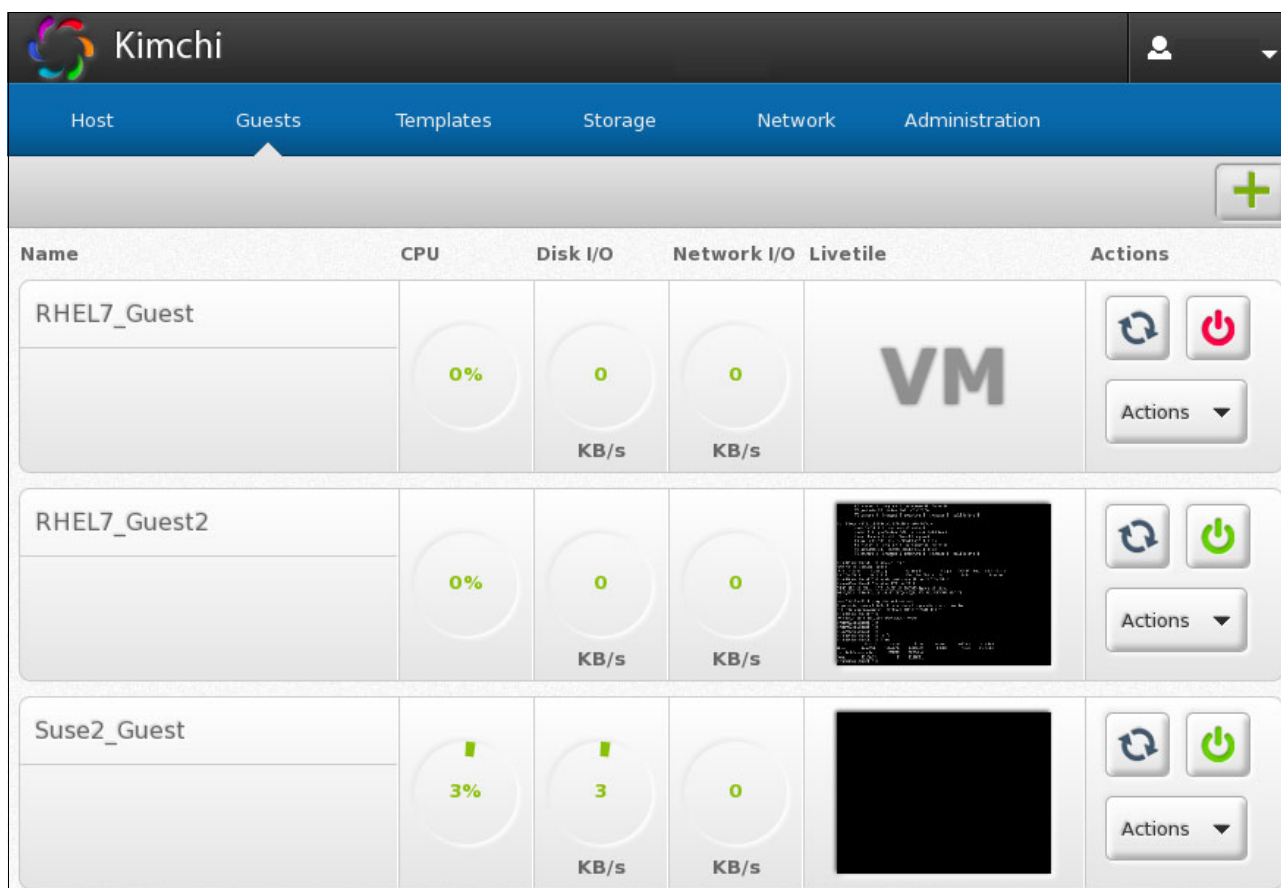 Kimchi
Host Guests Templates Storage Network Administration
Name CPU Disk I/O Network I/O Livetile Actions
RHEL7_Guest
0% 0 0 VM
KB/s KB/s
Actions
RHEL7_Guest2
0% 0 0
KB/s KB/s
Actions
Suse2_Guest
3% 3 0
KB/s KB/s
Actions